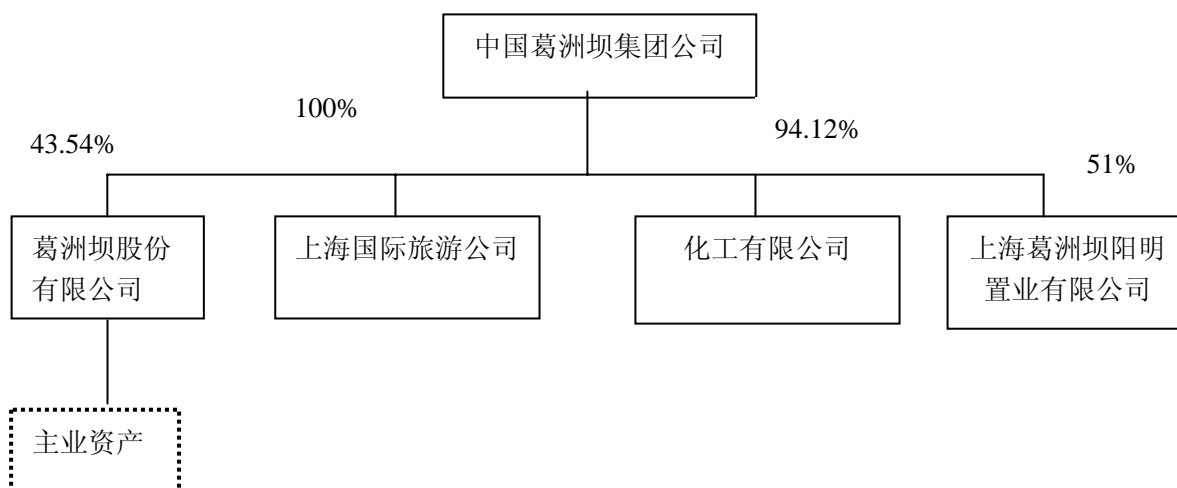 中国葛洲坝集团公司
100%
94.12%
43.54%
51%
葛洲坝股份
有限公司
上海国际旅游公司
化工有限公司
上海葛洲坝阳明
置业有限公司
主业资产